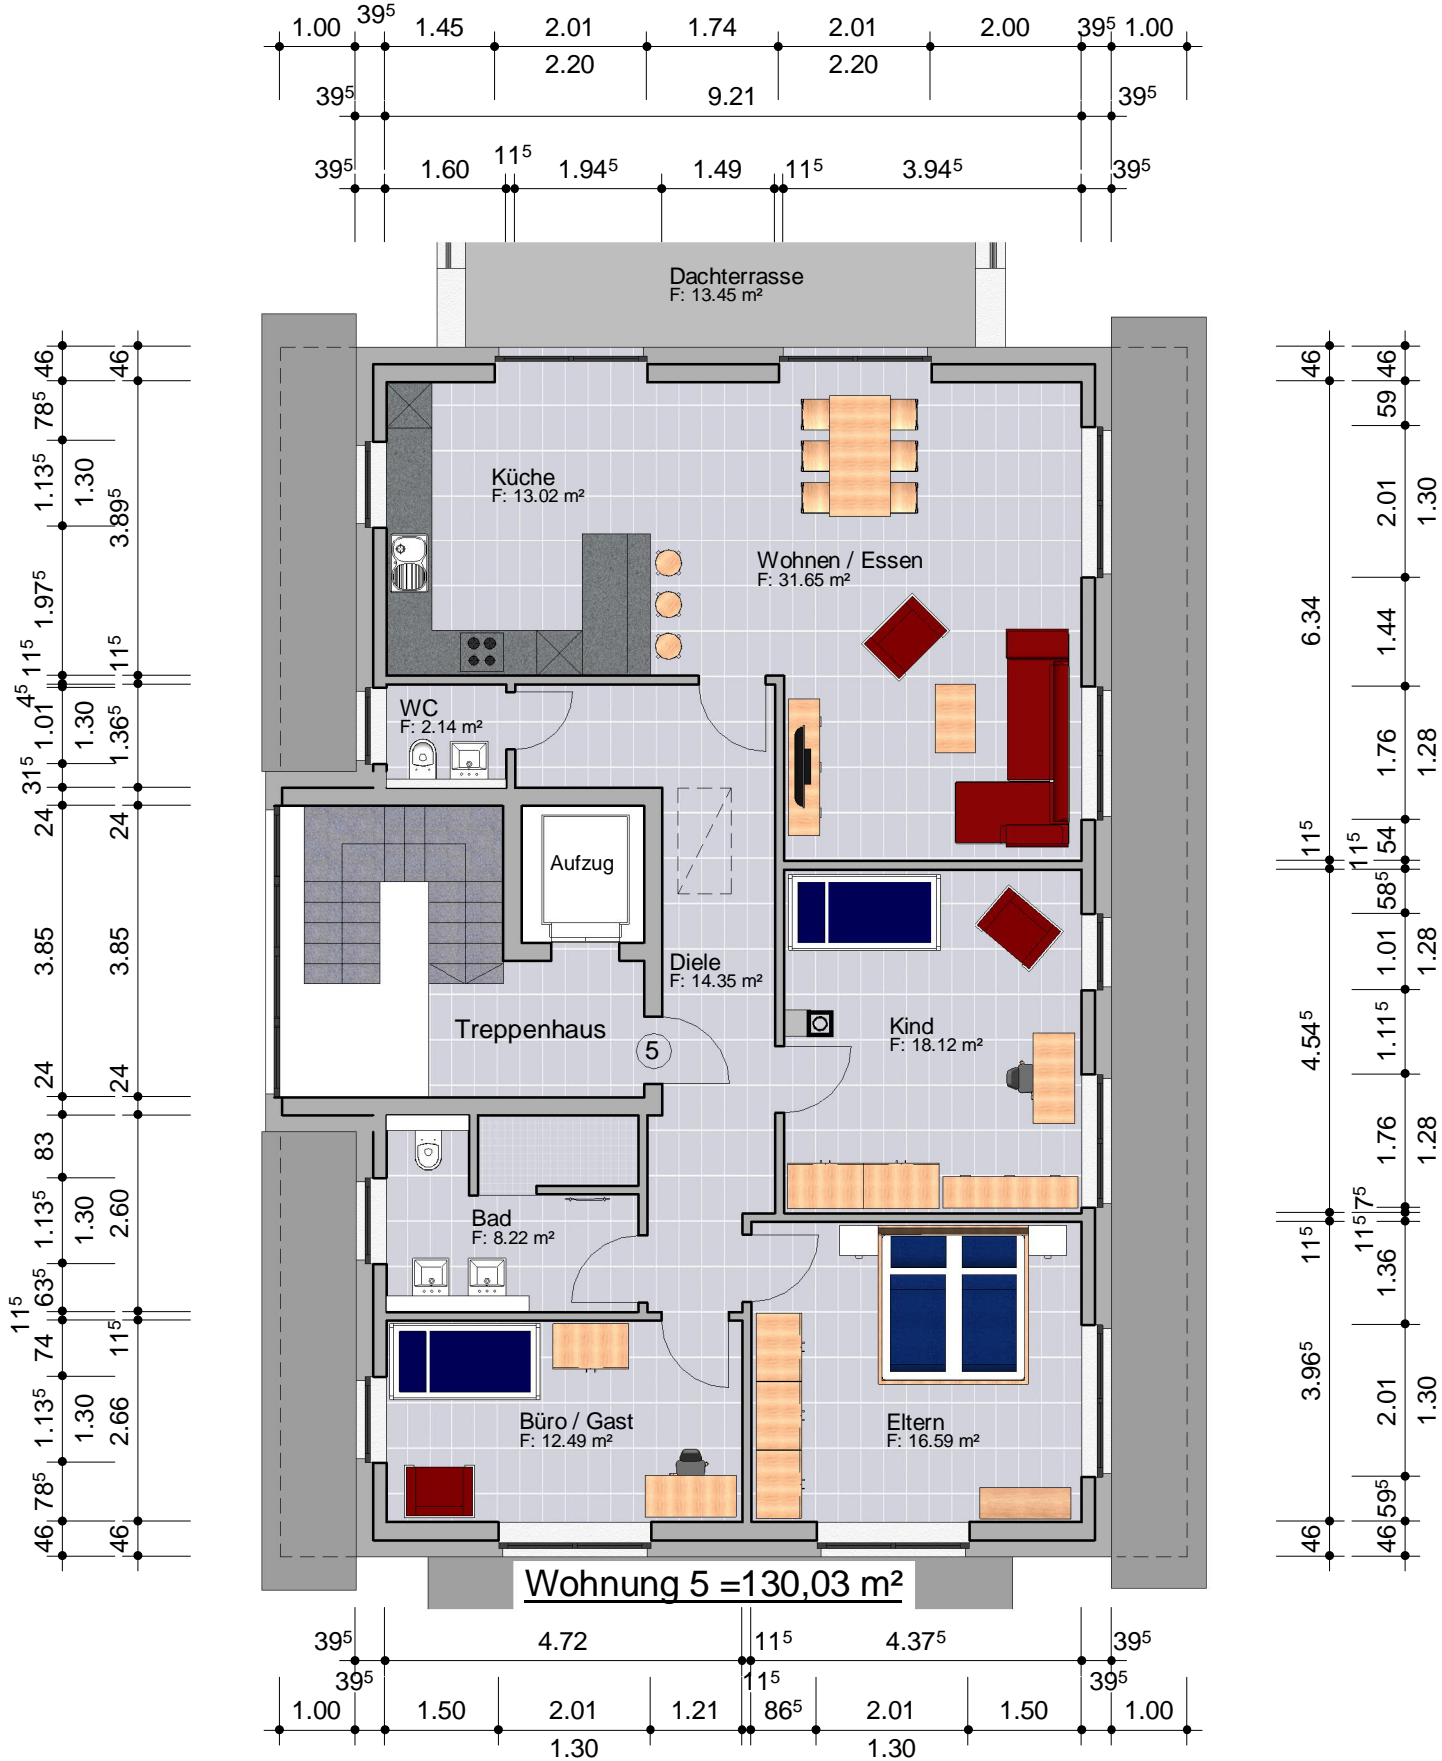 39⁵
1.00 1.45 2.01 1.74 2.01 2.00 39⁵ 1.00
2.20 2.20
39⁵ 9.21 39⁵
11⁵
39⁵ 1.60 1.94⁵ 1.49 11⁵ 3.94⁵ 39⁵
Dachterrasse
F: 13.45 m²
46 46 46 46
78⁵ 59
1.13⁵ 1.30 3.89⁵ 2.01 1.30
Küche
F: 13.02 m²
Wohnen / Essen
F: 31.65 m²
1.97⁵ 6.34 1.44
11⁵ 11⁵
4⁵
WC
F: 2.14 m²
1.01 1.30 1.36⁵ 1.76 1.28
31⁵
24 24
11⁵ 11⁵ 54
Aufzug
58⁵
3.85 3.85 1.01 1.28
Diele
F: 14.35 m²
Treppenhaus
5
Kind
F: 18.12 m²
4.54⁵ 1.11⁵
24 24
83 1.76 1.28
1.13⁵ 1.30 2.60 7⁵
Bad
F: 8.22 m²
11⁵ 11⁵
63⁵ 1.36
11⁵
74 11⁵
1.13⁵ 1.30 2.66 3.96⁵ 2.01 1.30
Büro / Gast
F: 12.49 m²
Eltern
F: 16.59 m²
78⁵ 59⁵
46 46 46 46
Wohnung 5 =130,03 m²
39⁵ 4.72 11⁵ 4.37⁵ 39⁵
39⁵ 11⁵ 39⁵
1.00 1.50 2.01 1.21 86⁵ 2.01 1.50 1.00
1.30 1.30